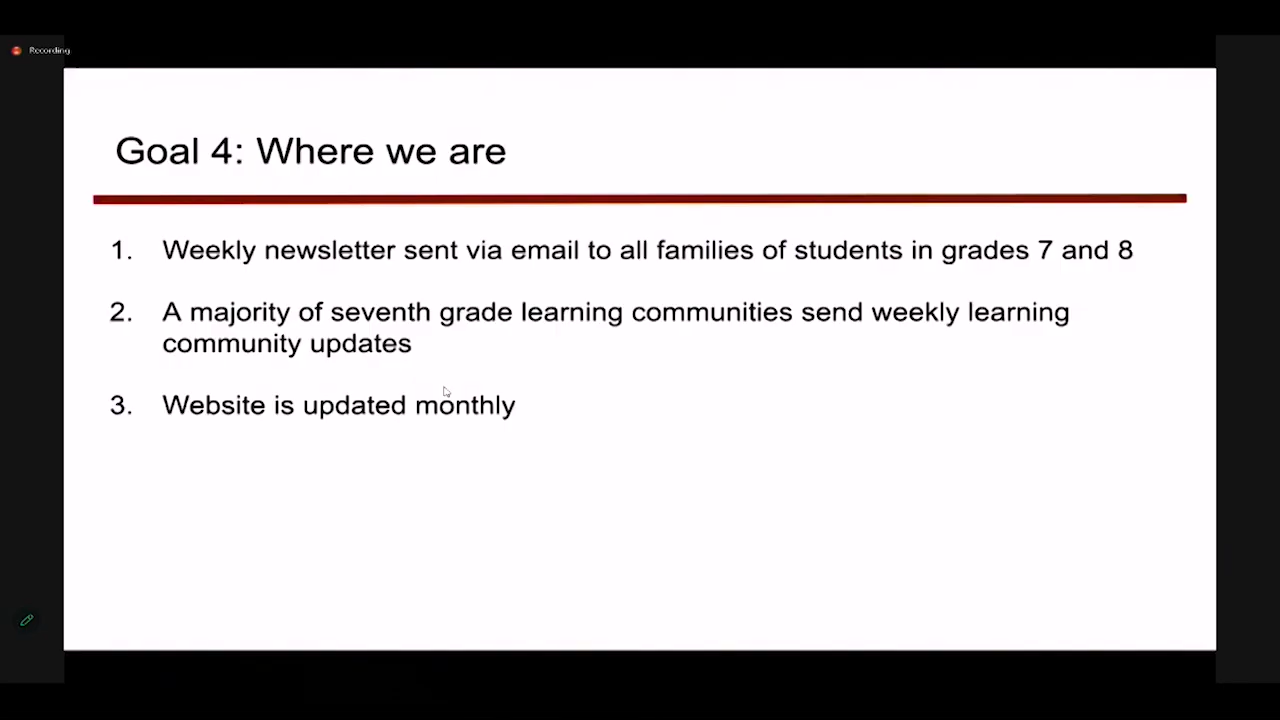 Recording
Goal 4: Where we are
1. Weekly newsletter sent via email to all families of students in grades 7 and 8
2. A majority of seventh grade learning communities send weekly learning
community updates
3. Website is updated monthly